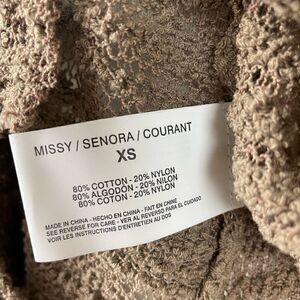 MISSY / SENORA / COURANT
XS
80% COTTON - 20% NYLON
80% ALGODON - 20% NILON
80% COTON - 20% NYLON
MADE IN CHINA - HECHO EN CHINA - FAIT EN CHINE
SEE REVERSE FOR CARE - VER AL REVERSO PARA EL CUIDADO
VOIR LES INSTRUCTIONS D'ENTRETIEN AU DOS